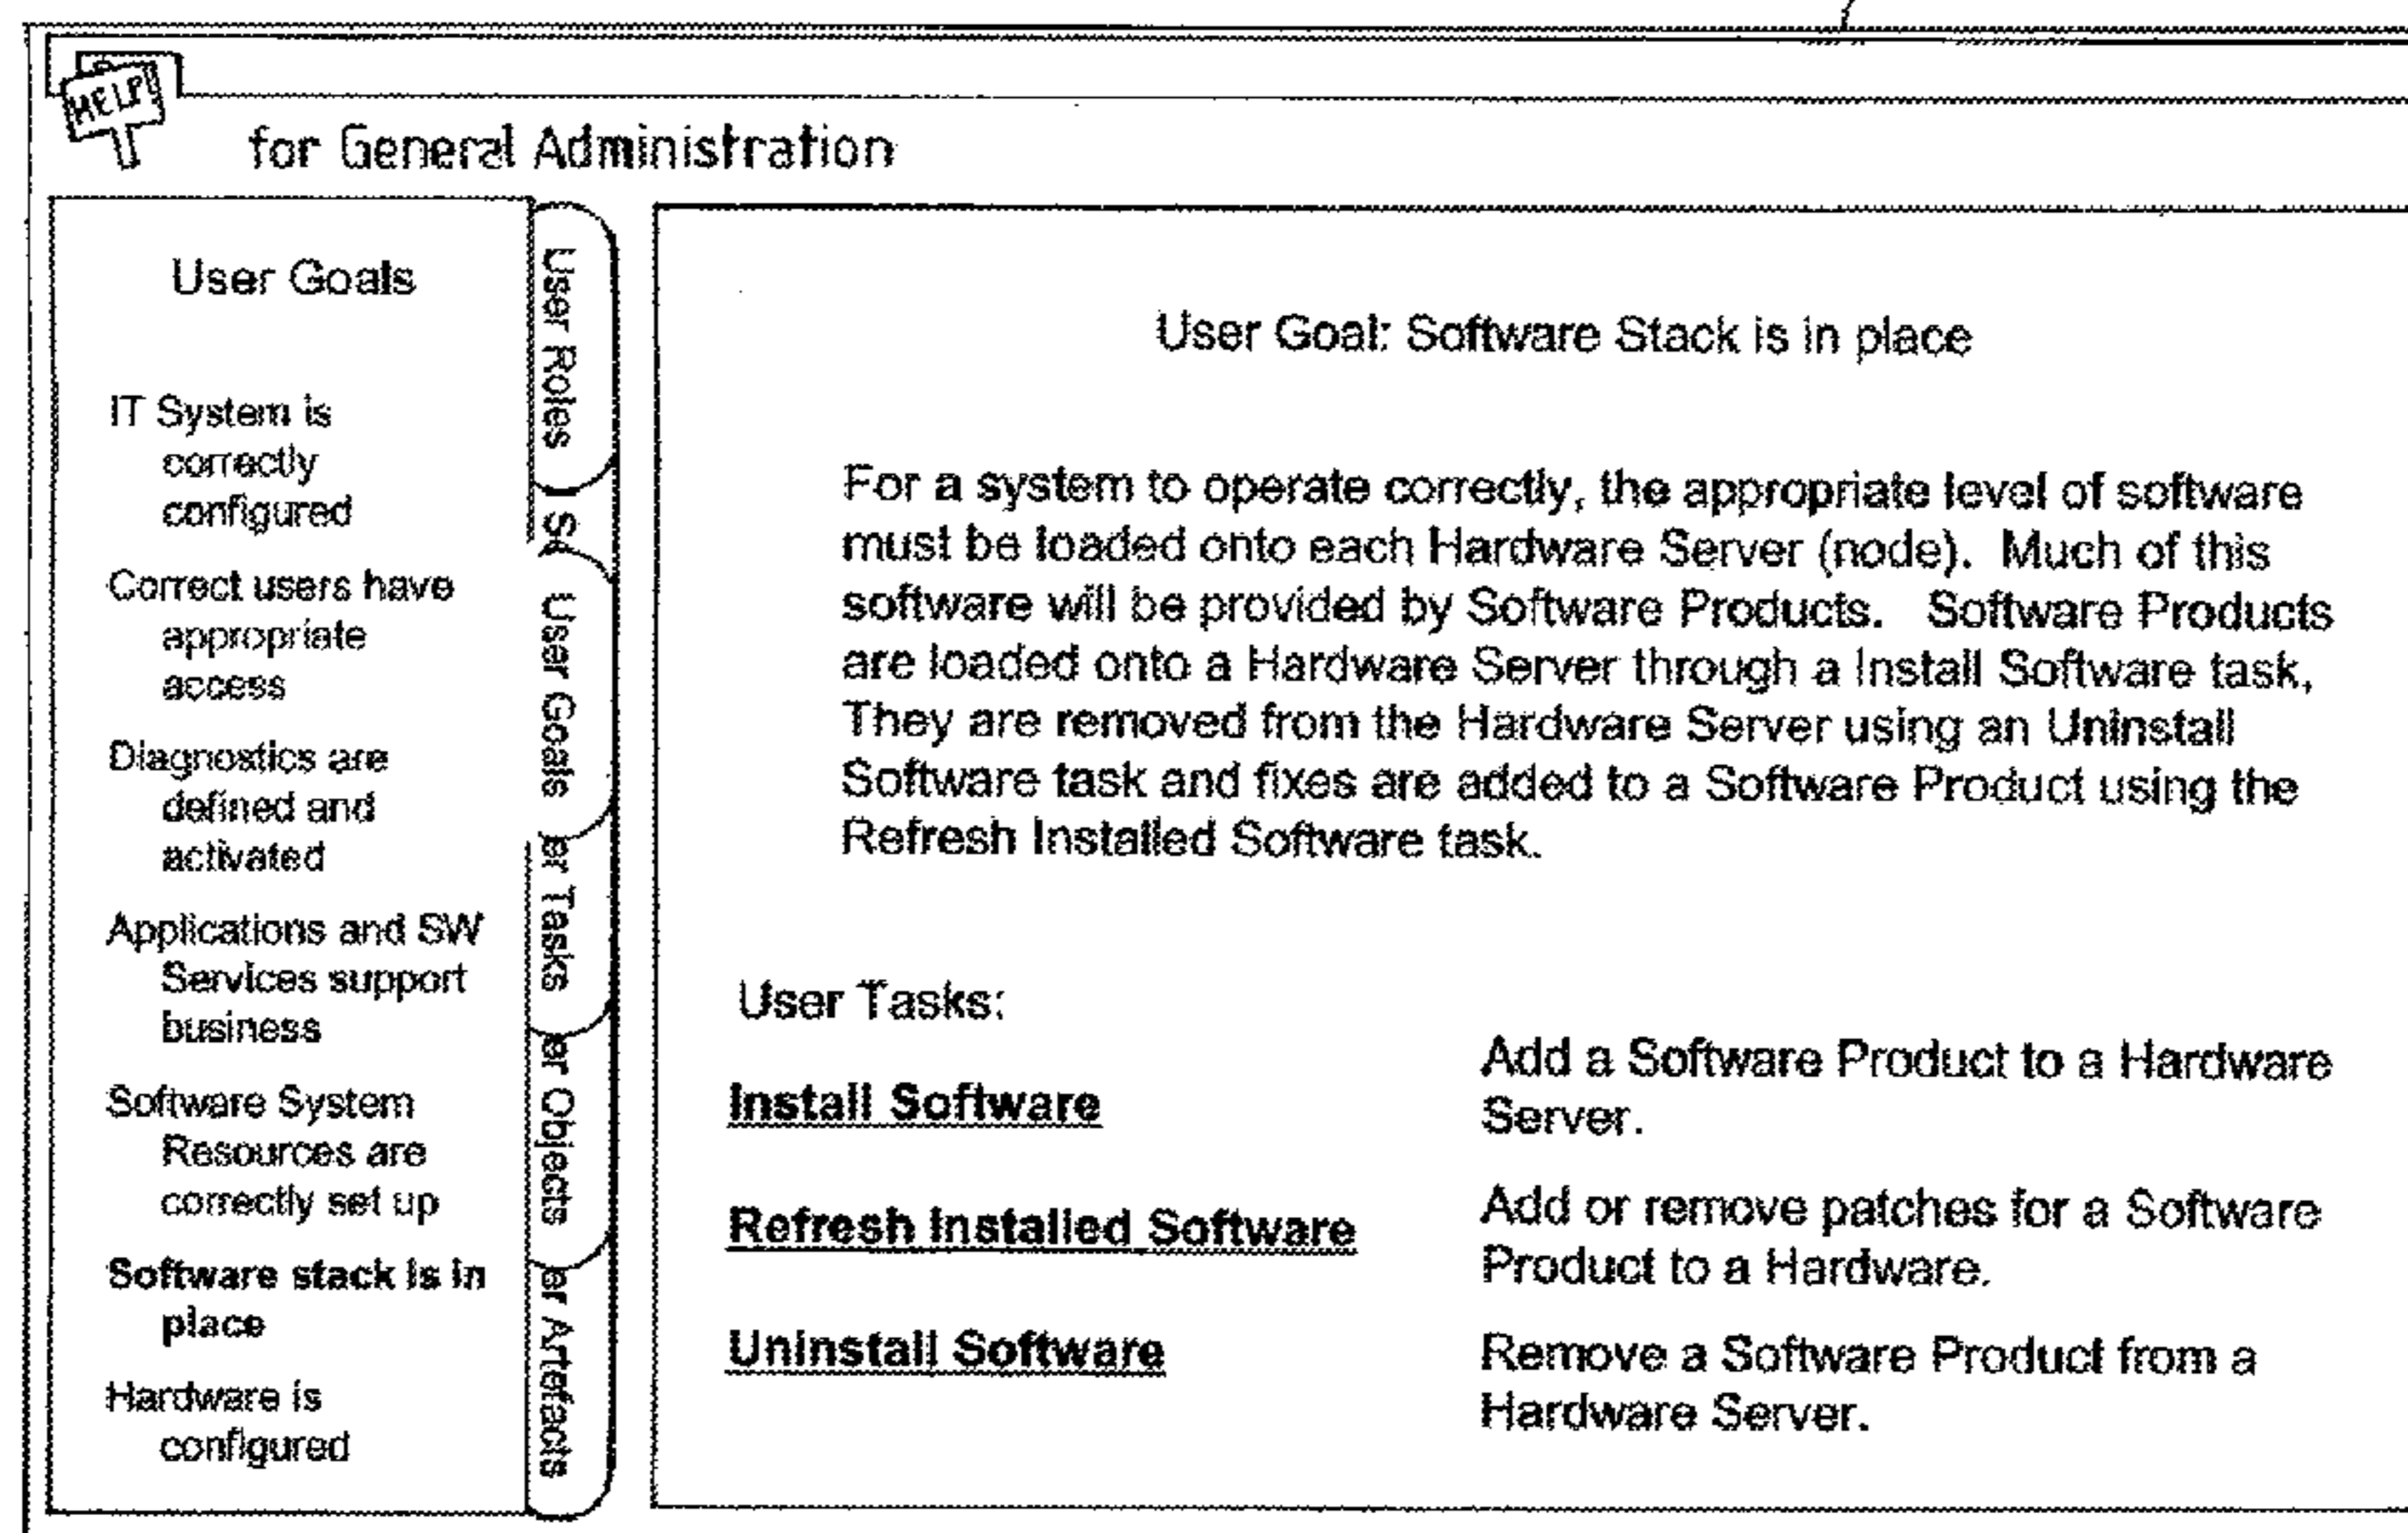 HELP!
for General Administration
User Goals
IT System is
correctly
configured
Correct users have
appropriate
access
Diagnostics are
defined and
activated
Applications and SW
Services support
business
Software System
Resources are
correctly set up
Software stack is in
place
Hardware is
configured
User Roles
User Goals
er Tasks
er Objects
er Artefacts
User Goal: Software Stack is in place
For a system to operate correctly, the appropriate level of software
must be loaded onto each Hardware Server (node). Much of this
software will be provided by Software Products. Software Products
are loaded onto a Hardware Server through a Install Software task,
They are removed from the Hardware Server using an Uninstall
Software task and fixes are added to a Software Product using the
Refresh Installed Software task.
User Tasks:
Install Software
Add a Software Product to a Hardware
Server.
Refresh Installed Software
Add or remove patches for a Software
Product to a Hardware.
Uninstall Software
Remove a Software Product from a
Hardware Server.